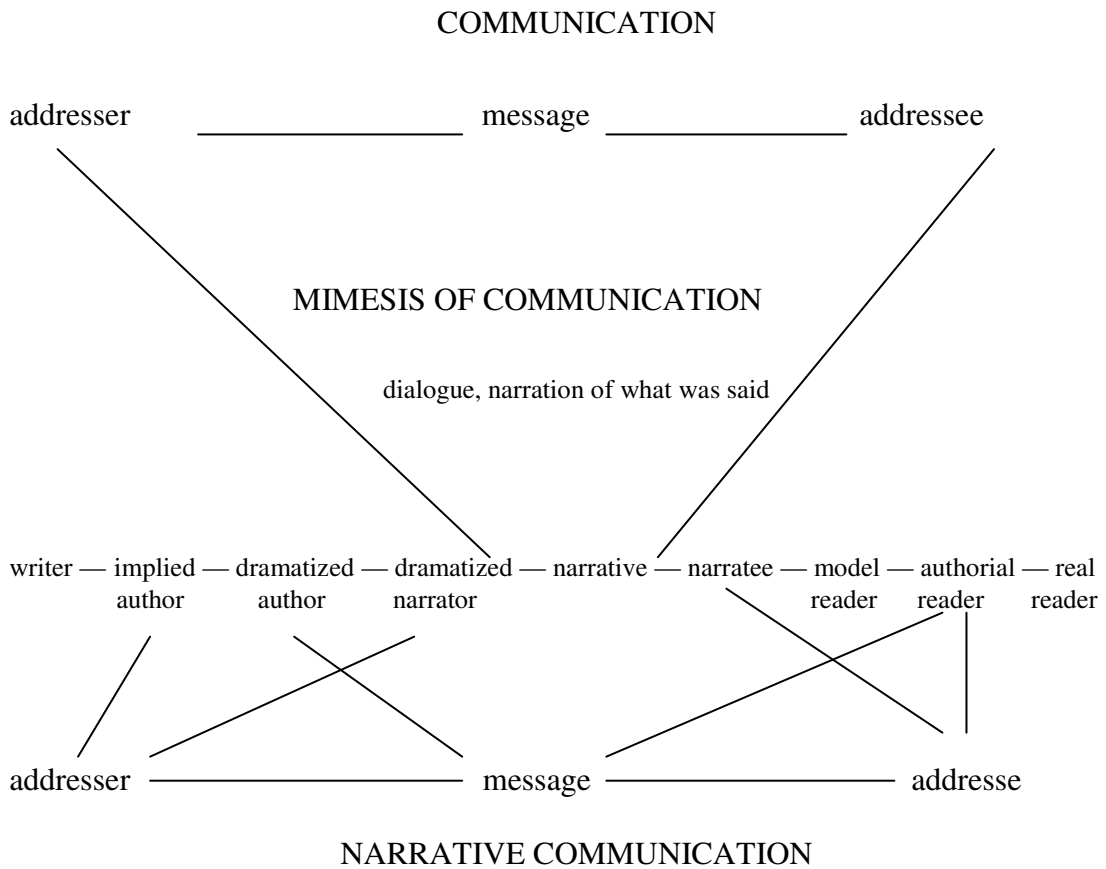 COMMUNICATION
addresser message addressee
MIMESIS OF COMMUNICATION
dialogue, narration of what was said
writer — implied — dramatized — dramatized — narrative — narratee — model — authorial — real
author author narrator reader reader reader
addresser message addresse
NARRATIVE COMMUNICATION